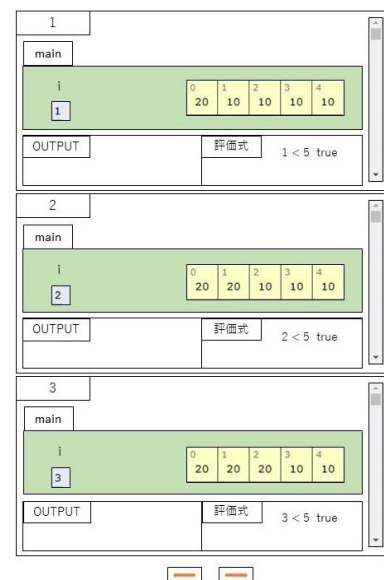 1
main
i
0 1 2 3 4
1
20 10 10 10 10
OUTPUT 評価式 1 < 5 true
2
main
i
0 1 2 3 4
2
20 20 10 10 10
OUTPUT 評価式 2 < 5 true
3
main
i
0 1 2 3 4
3
20 20 20 10 10
OUTPUT 評価式 3 < 5 true